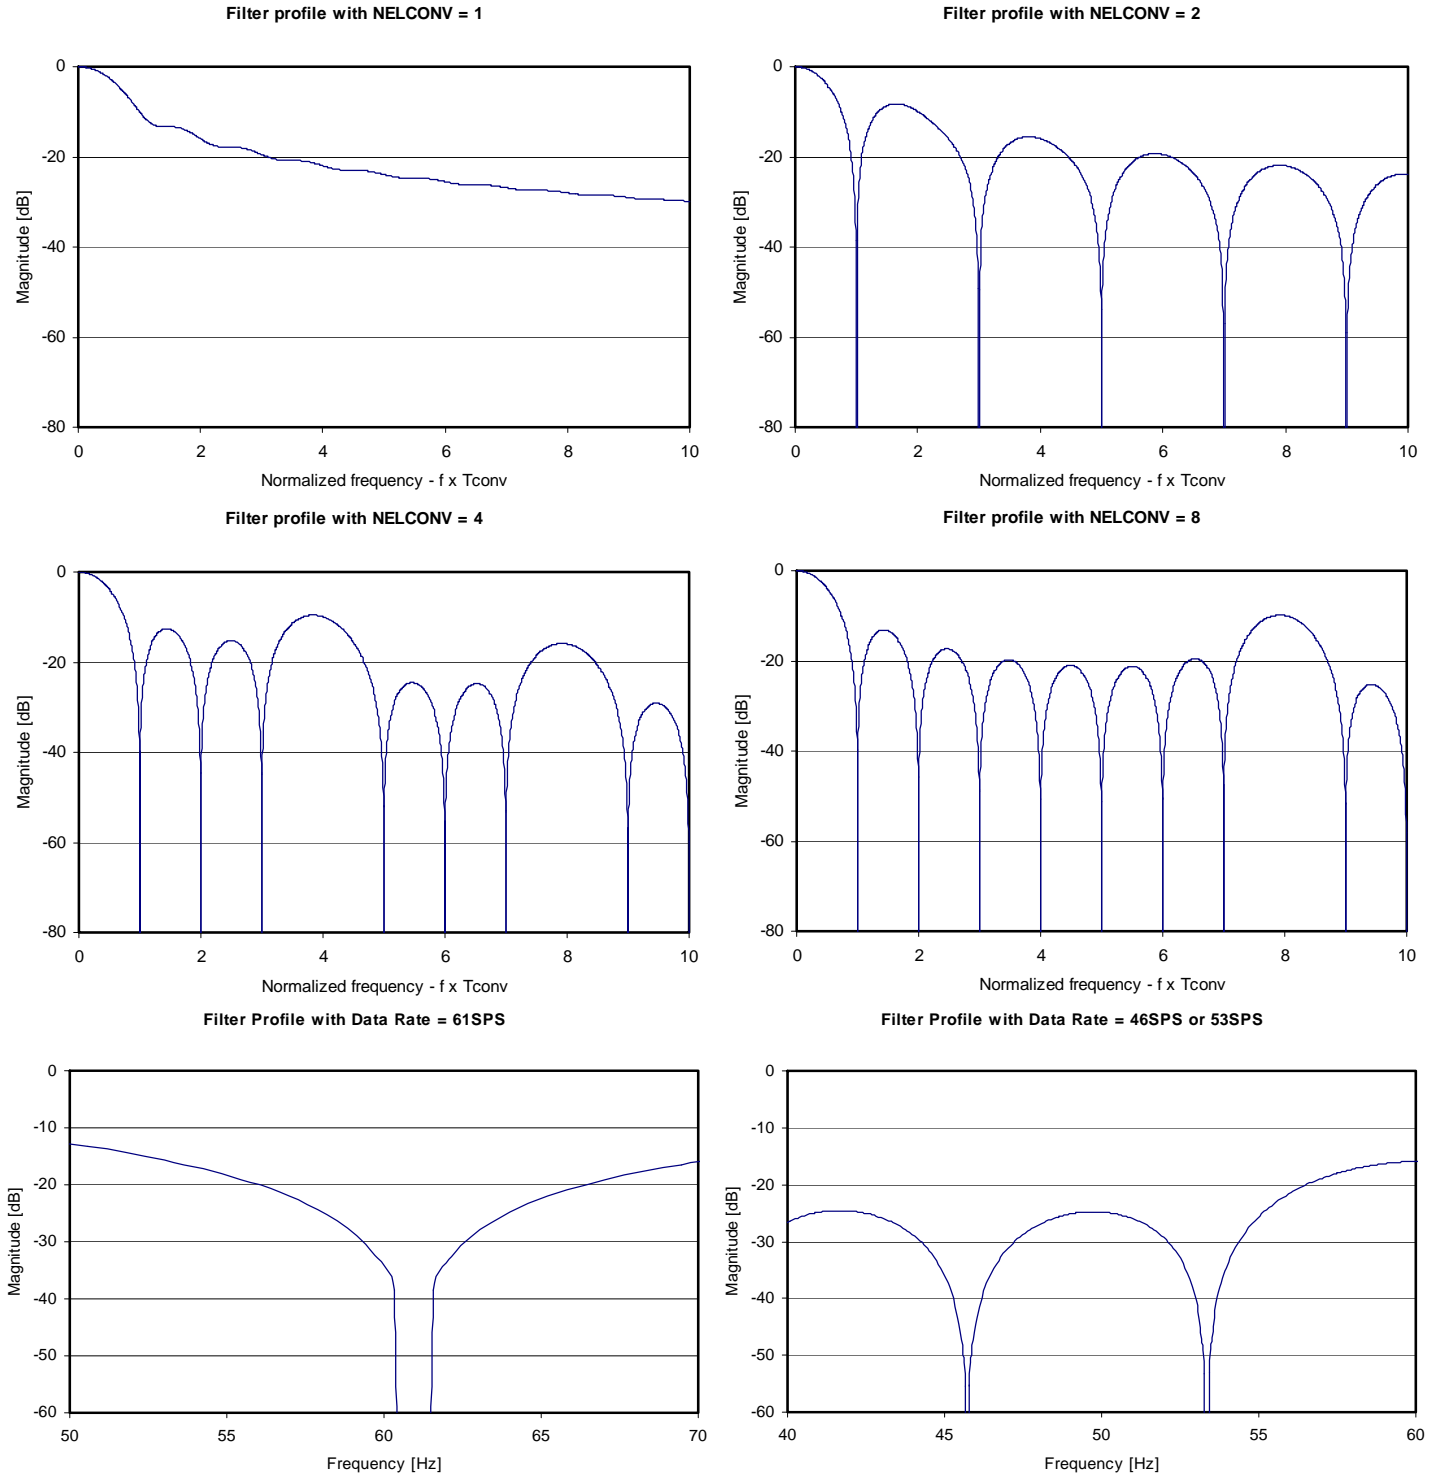 Filter profile with NELCONV = 1
0
-20
-40
-60
-80
Magnitude [dB]
0 2 4 6 8 10
Normalized frequency - f x Tconv
Filter profile with NELCONV = 2
0
-20
-40
-60
-80
Magnitude [dB]
0 2 4 6 8 10
Normalized frequency - f x Tconv
Filter profile with NELCONV = 4
0
-20
-40
-60
-80
Magnitude [dB]
0 2 4 6 8 10
Normalized frequency - f x Tconv
Filter profile with NELCONV = 8
0
-20
-40
-60
-80
Magnitude [dB]
0 2 4 6 8 10
Normalized frequency - f x Tconv
Filter Profile with Data Rate = 61SPS
0
-10
-20
-30
-40
-50
-60
Magnitude [dB]
50 55 60 65 70
Frequency [Hz]
Filter Profile with Data Rate = 46SPS or 53SPS
0
-10
-20
-30
-40
-50
-60
Magnitude [dB]
40 45 50 55 60
Frequency [Hz]